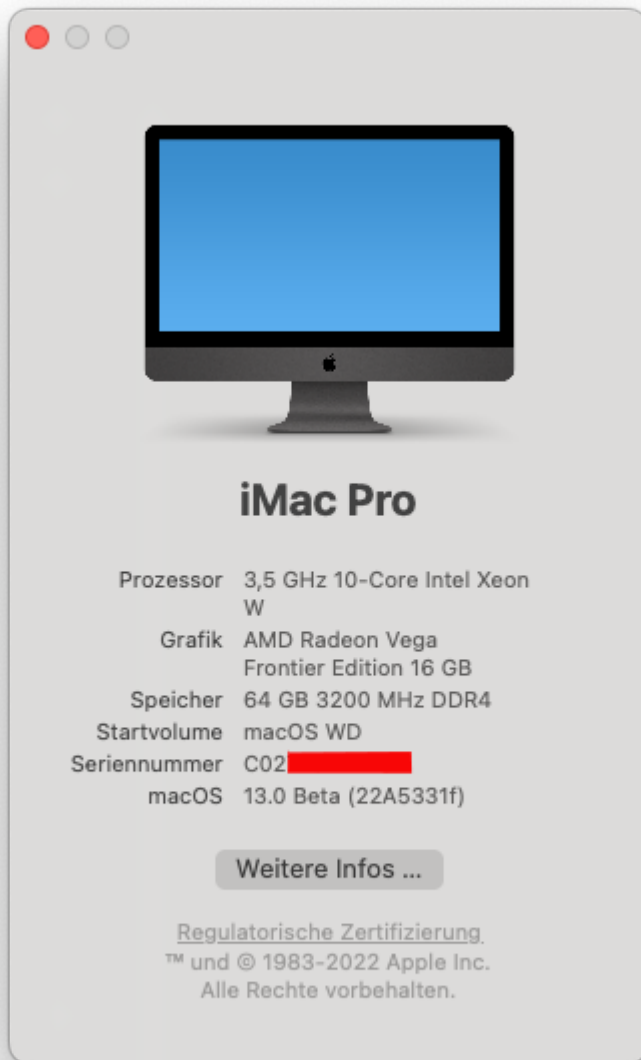 iMac Pro
Prozessor 3,5 GHz 10-Core Intel Xeon
W
Grafik AMD Radeon Vega
Frontier Edition 16 GB
Speicher 64 GB 3200 MHz DDR4
Startvolume macOS WD
Seriennummer C02
macOS 13.0 Beta (22A5331f)
Weitere Infos ...
Regulatorische Zertifizierung
™ und © 1983-2022 Apple Inc.
Alle Rechte vorbehalten.